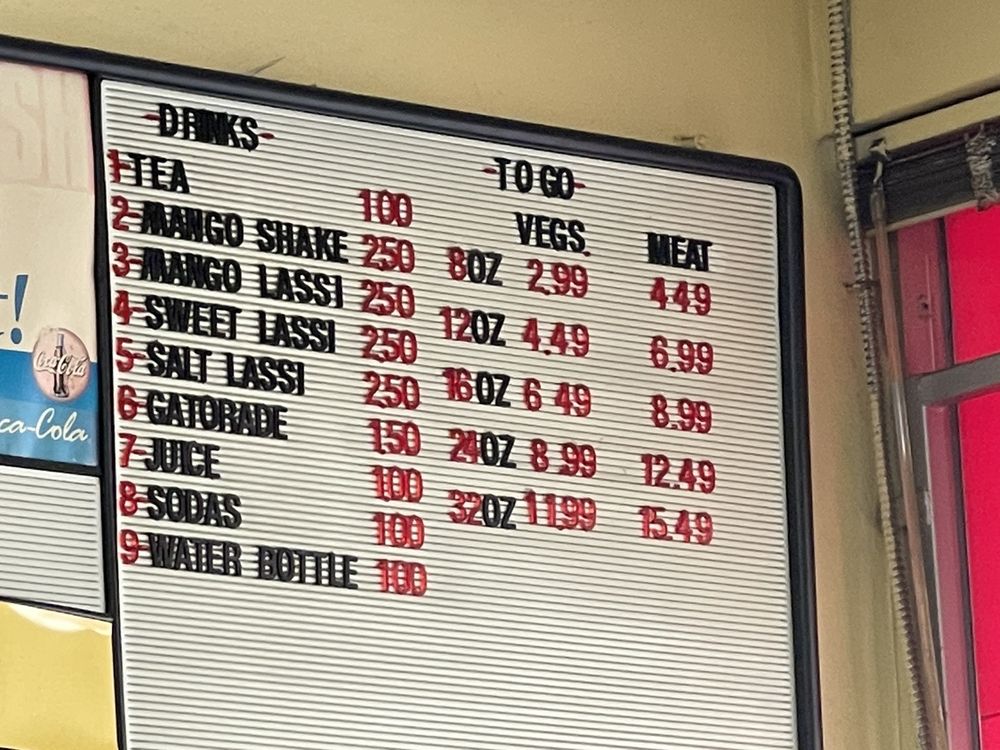 SH
!
Coca-Cola
ca-Cola
-DRINKS-
1-TEA 100
2-MANGO SHAKE 250
3-MANGO LASSI 250
4-SWEET LASSI 250
5-SALT LASSI 250
6-GATORADE 150
7-JUICE 100
8-SODAS 100
9-WATER BOTTLE 100
-TO GO-
VEGS. MEAT
8OZ 2.99 4.49
12OZ 4.49 6.99
16OZ 6 49 8.99
24OZ 8.99 12.49
32OZ 11.99 15.49